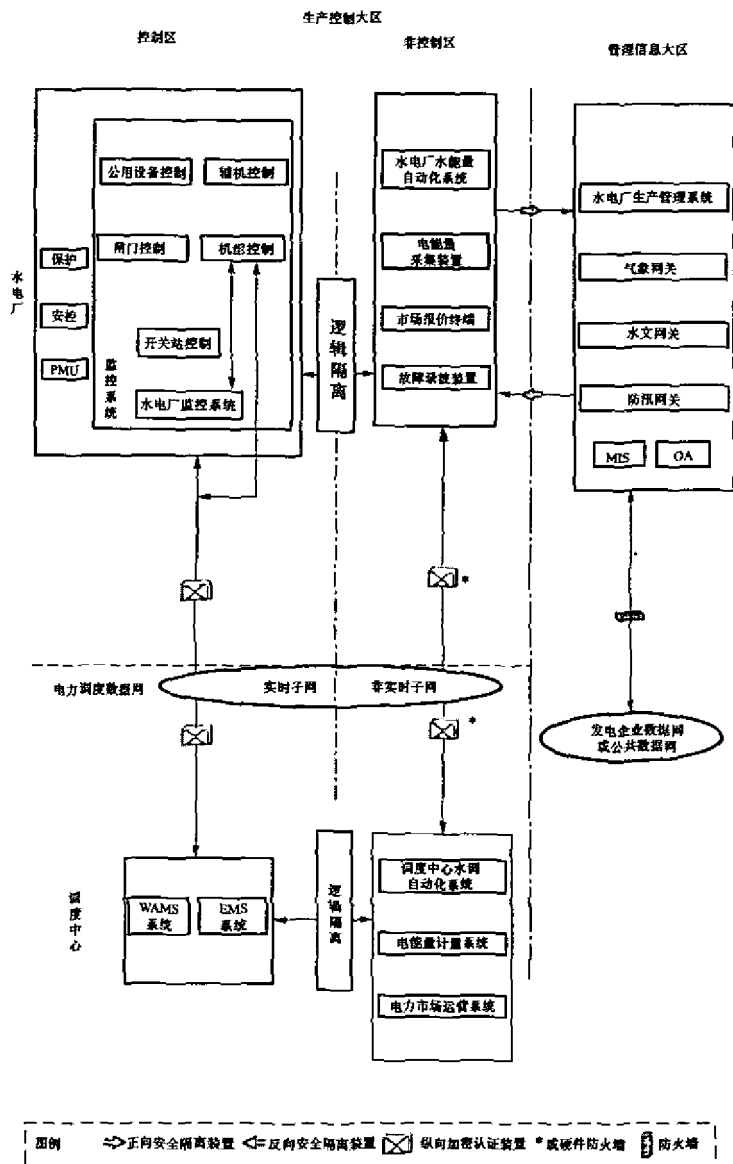 生产控制大区
控制区
非控制区
管理信息大区
水电厂
保护
安控
PMU
监控系统
公用设备控制
辅机控制
闸门控制
机组控制
开关站控制
水电厂监控系统
逻辑隔离
水电厂水能量
自动化系统
电能量
采集装置
市场报价终端
故障录波装置
水电厂生产管理系统
气象网关
水文网关
防汛网关
MIS
OA
*
电力调度数据网
实时子网
非实时子网
*
发电企业数据网
或公共数据网
调度中心
WAMS
系统
EMS
系统
逻辑隔离
调度中心水调
自动化系统
电能量计量系统
电力市场运营系统
图例 正向安全隔离装置 反向安全隔离装置 纵向加密认证装置 *或硬件防火墙 防火墙